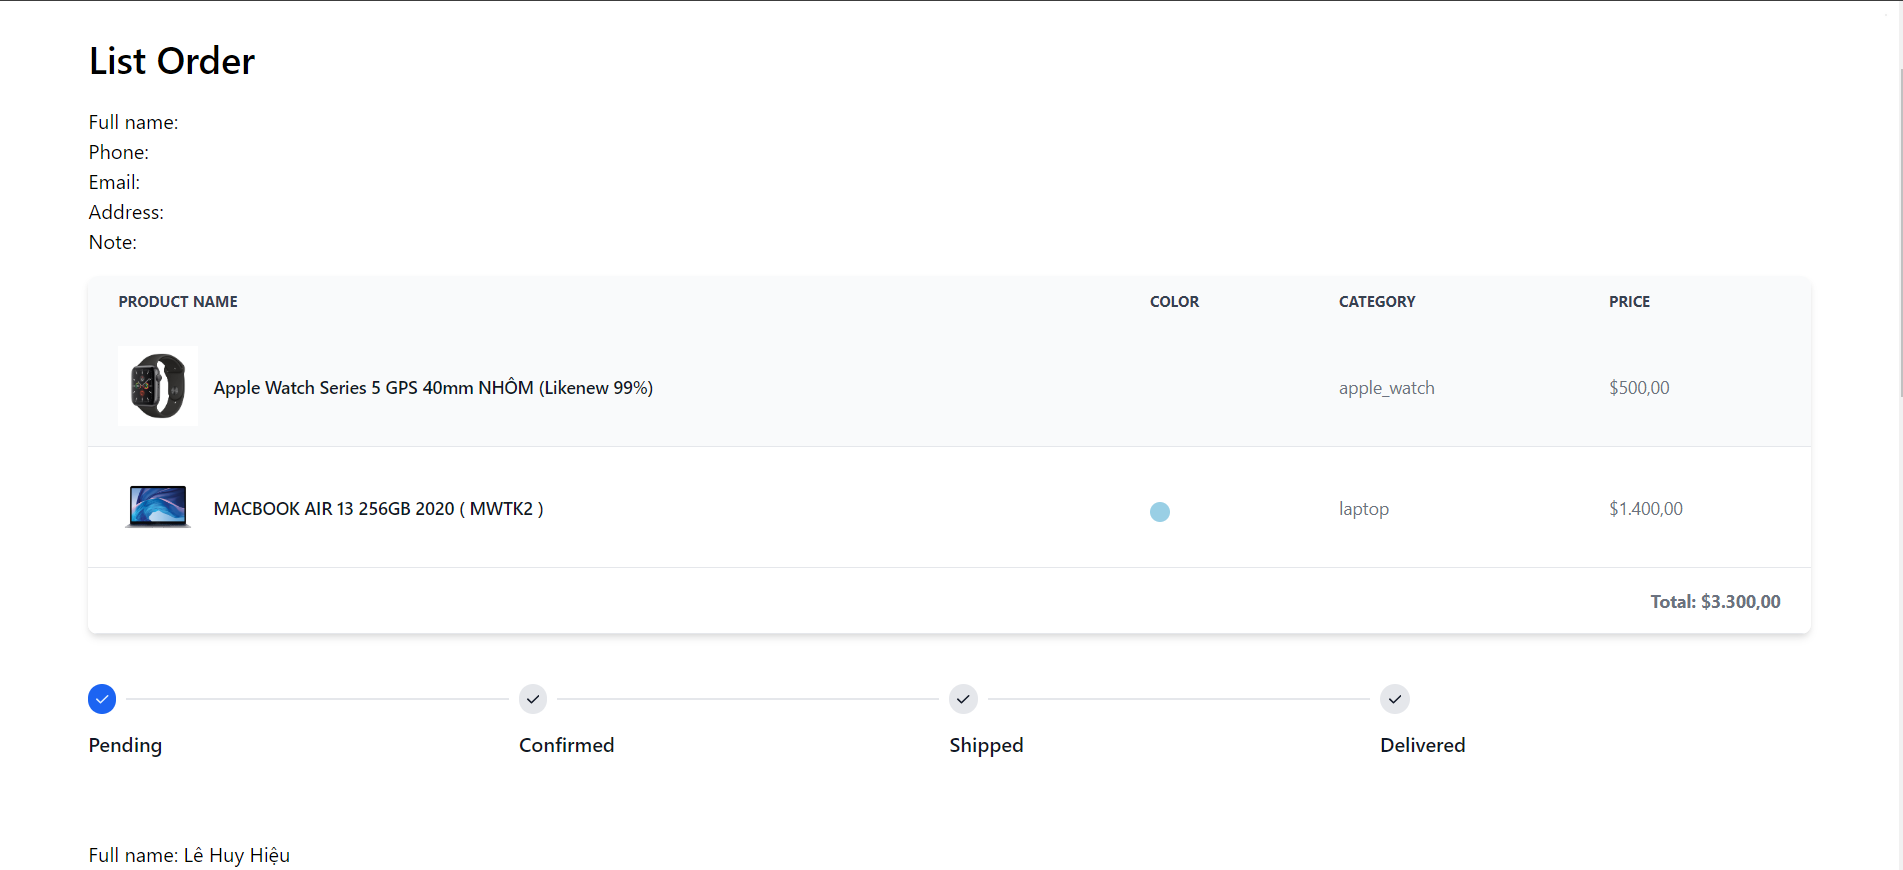 List Order
Full name:
Phone:
Email:
Address:
Note:
PRODUCT NAME COLOR CATEGORY PRICE
Apple Watch Series 5 GPS 40mm NHÔM (Likenew 99%) apple_watch $500,00
MACBOOK AIR 13 256GB 2020 ( MWTK2 ) laptop $1.400,00
Total: $3.300,00
Pending Confirmed Shipped Delivered
Full name: Lê Huy Hiệu